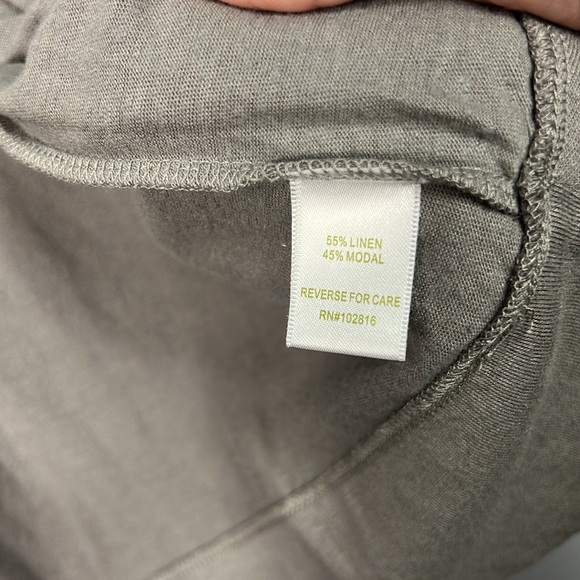 55% LINEN
45% MODAL
REVERSE FOR CARE
RN#102816